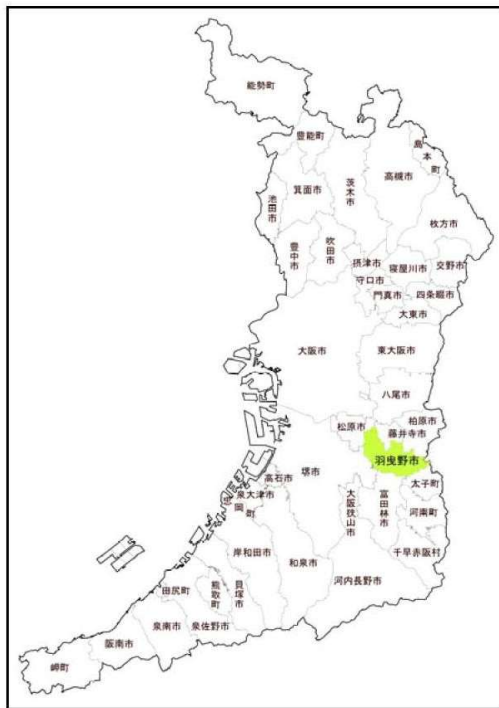 能勢町
豊能町
島本町
高槻市
茨木市
箕面市
池田市
枚方市
吹田市
豊中市
摂津市
寝屋川市
交野市
守口市
門真市
四条畷市
大東市
大阪市
東大阪市
八尾市
松原市
柏原市
藤井寺市
羽曳野市
太子町
高石市
堺市
泉大津市
忠岡町
大阪狭山市
富田林市
河南町
千早赤阪村
岸和田市
和泉市
河内長野市
貝塚市
熊取町
田尻町
泉佐野市
泉南市
阪南市
岬町